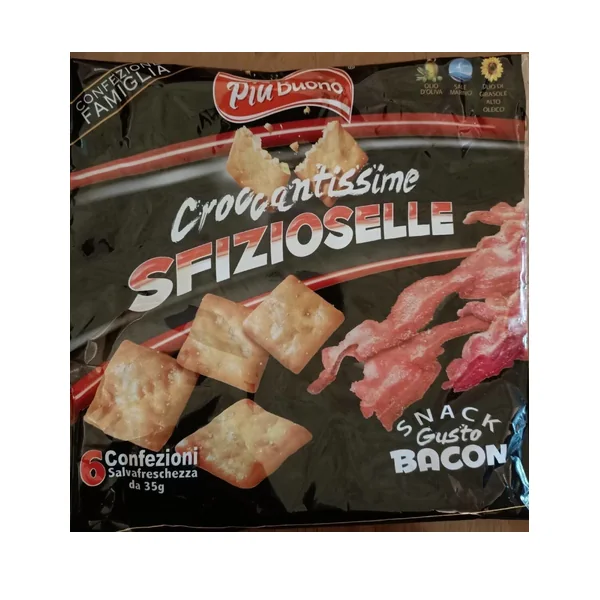 CONFEZIONE
FAMIGLIA
Più buono
OLIO
D'OLIVA
SALE
MARINO
OLIO DI
GIRASOLE
ALTO
OLEICO
Croccantissime
SFIZIOSELLE
SNACK
Gusto
BACON
6 Confezioni
Salvafreschezza
da 35g